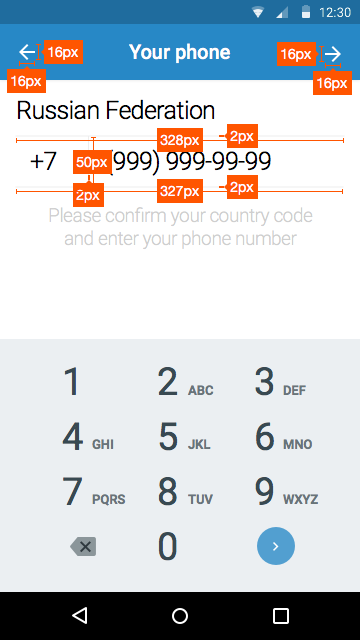 12:30
16px Your phone 16px
16px 16px
Russian Federation
328px 2px
+7 50px (999) 999-99-99
2px 327px 2px
Please confirm your country code
and enter your phone number
1 2 ABC 3 DEF
4 GHI 5 JKL 6 MNO
7 PQRS 8 TUV 9 WXYZ
0